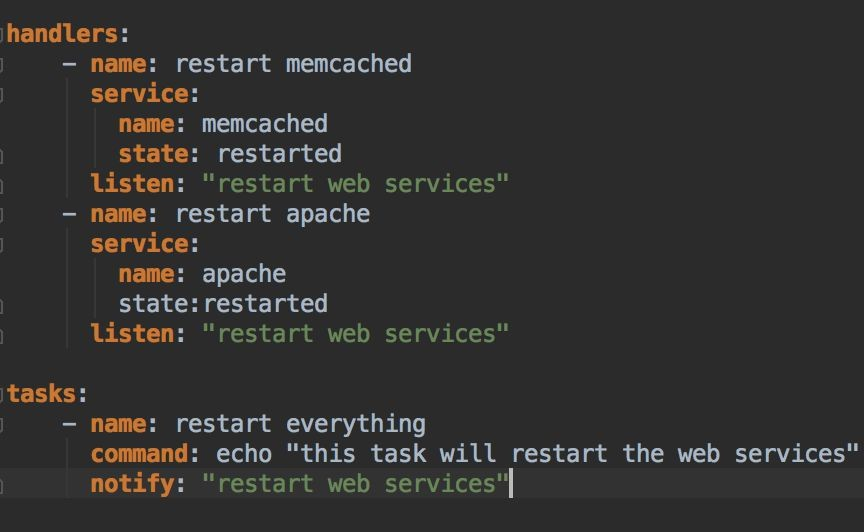 handlers:
    - name: restart memcached
      service:
        name: memcached
        state: restarted
      listen: "restart web services"
    - name: restart apache
      service:
        name: apache
        state:restarted
      listen: "restart web services"

tasks:
    - name: restart everything
      command: echo "this task will restart the web services"
      notify: "restart web services"